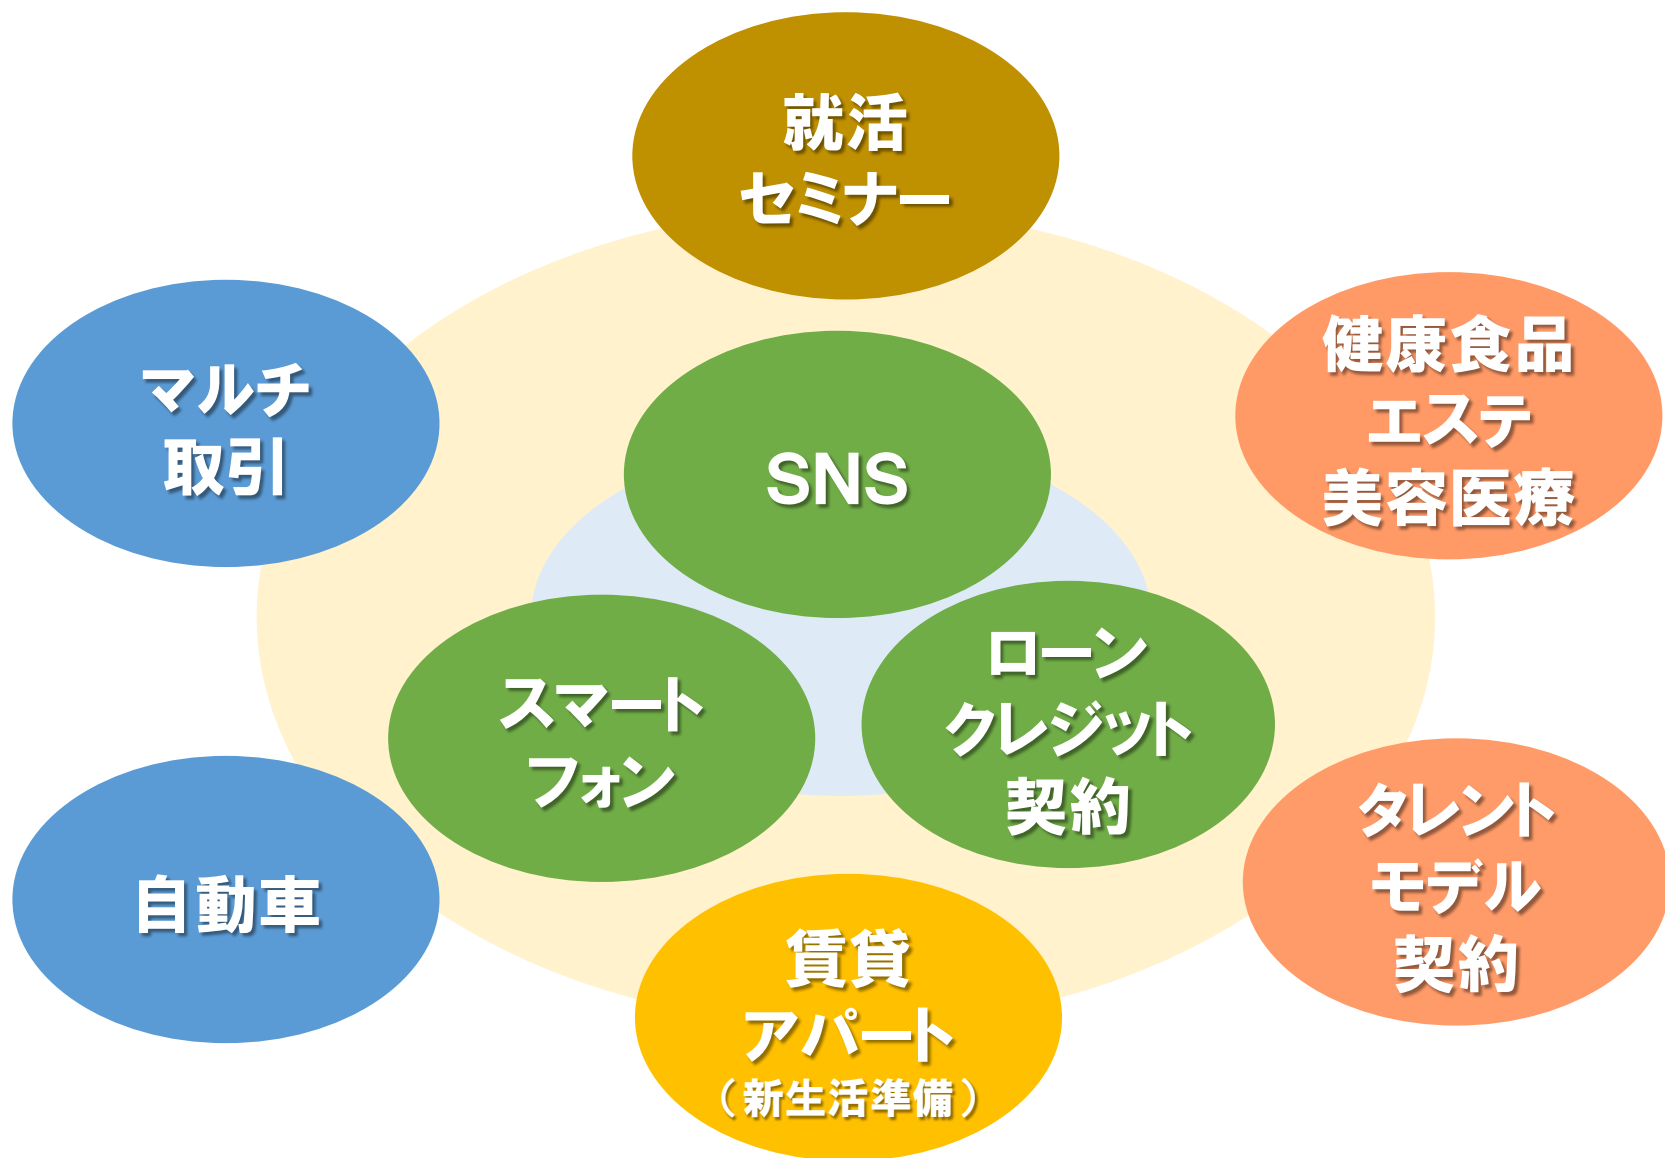 就活
セミナー
マルチ
取引
健康食品
エステ
美容医療
SNS
スマート
フォン
ローン
クレジット
契約
自動車
タレント
モデル
契約
賃貸
アパート
（新生活準備）